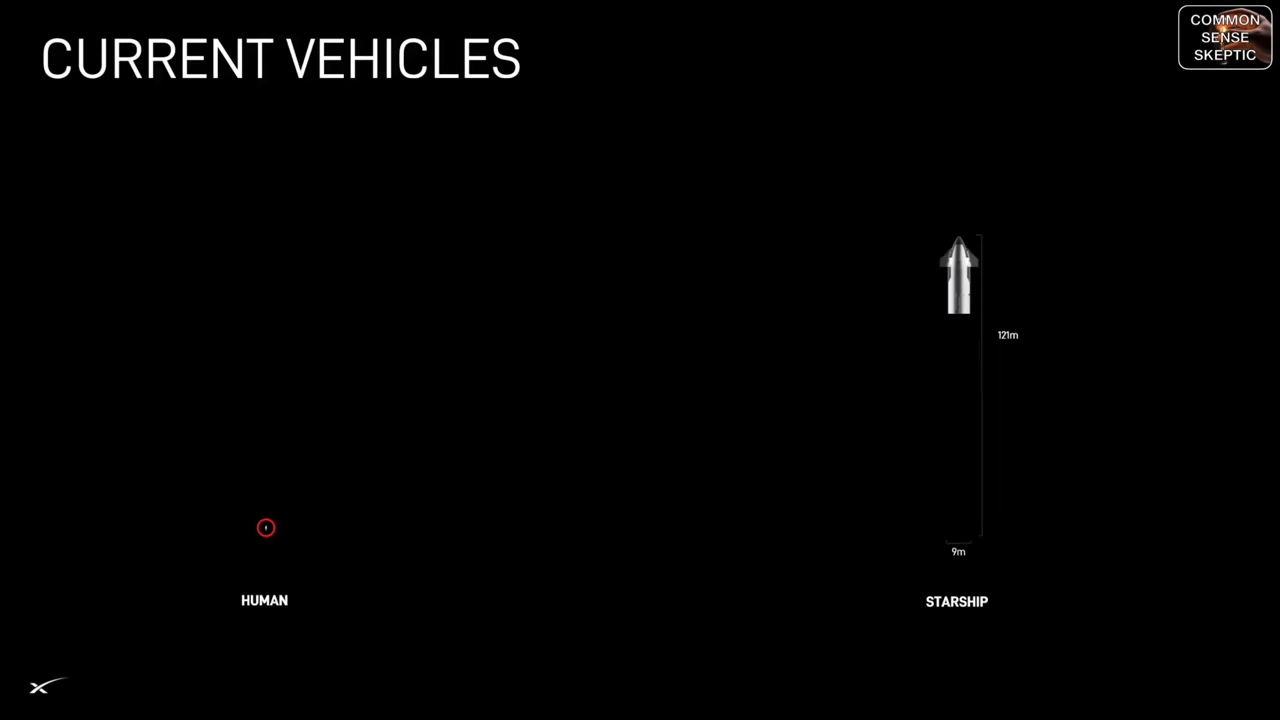 CURRENT VEHICLES
COMMON
SENSE
SKEPTIC
121m
9m
HUMAN
STARSHIP